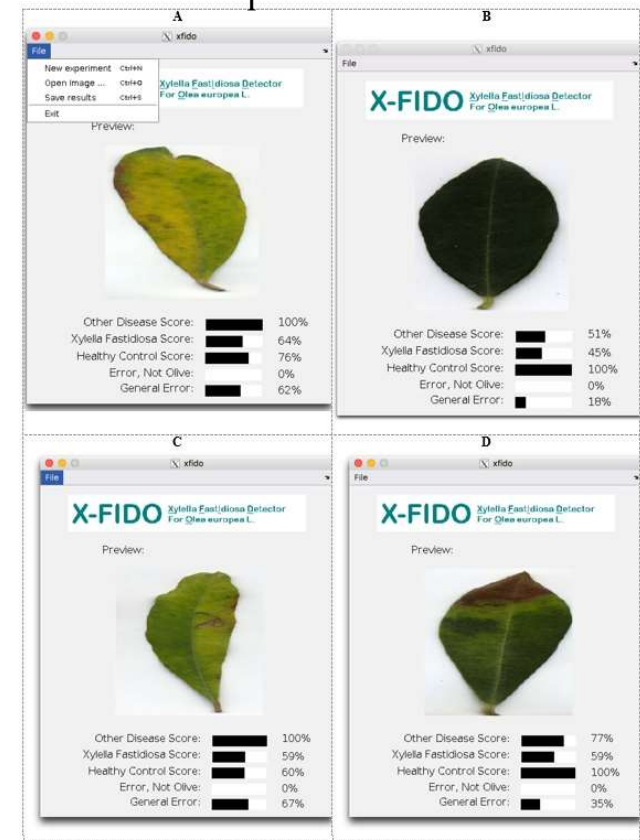 A
xfido
File
New experiment Ctrl+N
Open Image ... Ctrl+O
Save results Ctrl+S
Exit
Xylella Fastidiosa Detector
For Olea europea L.
Preview:
Other Disease Score: 100%
Xylella Fastidiosa Score: 64%
Healthy Control Score: 76%
Error, Not Olive: 0%
General Error: 62%
B
xfido
File
X-FIDO Xylella Fastidiosa Detector
For Olea europea L.
Preview:
Other Disease Score: 51%
Xylella Fastidiosa Score: 45%
Healthy Control Score: 100%
Error, Not Olive: 0%
General Error: 18%
C
xfido
File
X-FIDO Xylella Fastidiosa Detector
For Olea europea L.
Preview:
Other Disease Score: 100%
Xylella Fastidiosa Score: 59%
Healthy Control Score: 60%
Error, Not Olive: 0%
General Error: 67%
D
xfido
File
X-FIDO Xylella Fastidiosa Detector
For Olea europea L.
Preview:
Other Disease Score: 77%
Xylella Fastidiosa Score: 59%
Healthy Control Score: 100%
Error, Not Olive: 0%
General Error: 35%